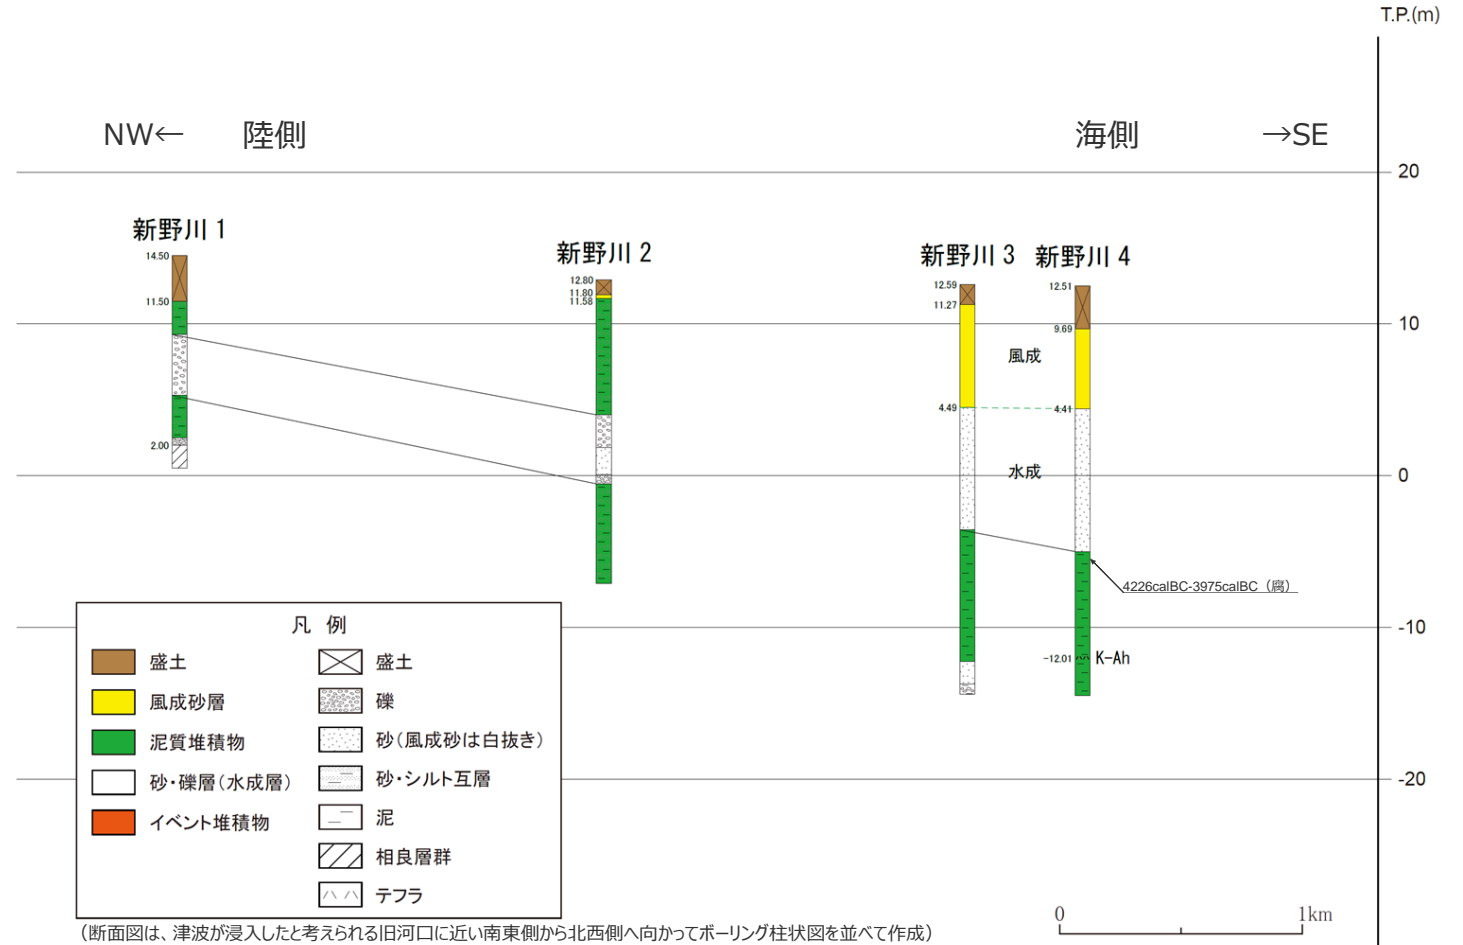 T.P.(m)
NW← 陸側 海側 →SE
20
新野川 1
14.50
11.50
2.00
新野川 2
12.80
11.80
11.58
新野川 3
12.59
11.27
4.49
新野川 4
12.51
9.69
4.41
風成
水成
10
0
4226calBC-3975calBC（腐）
-10
-12.01 K-Ah
-20
凡 例
盛土
風成砂層
泥質堆積物
砂・礫層(水成層)
イベント堆積物
盛土
礫
砂(風成砂は白抜き)
砂・シルト互層
泥
相良層群
テフラ
0 1km
（断面図は、津波が浸入したと考えられる旧河口に近い南東側から北西側へ向かってボーリング柱状図を並べて作成）